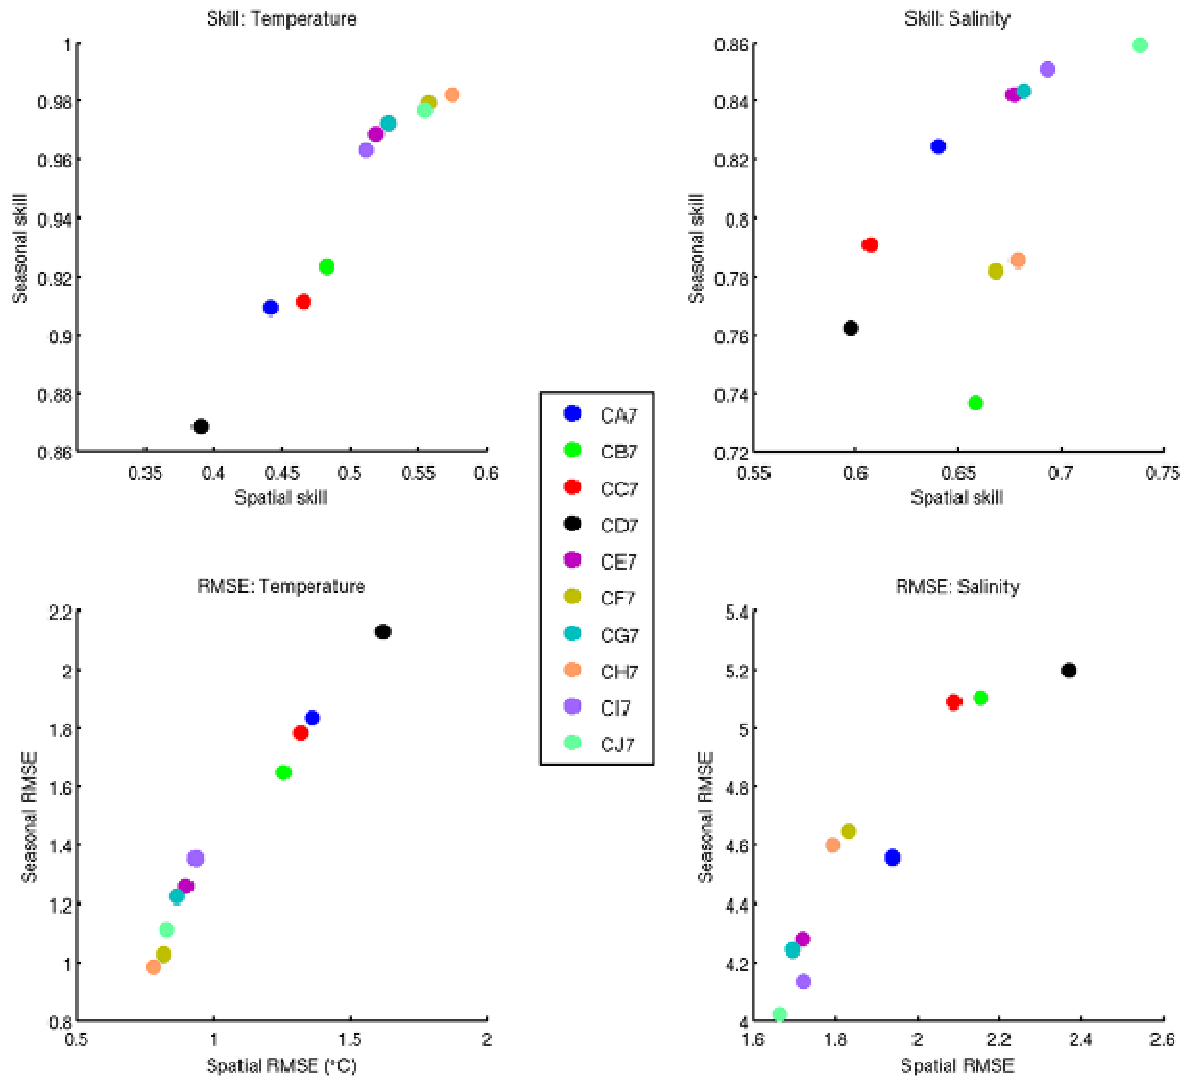 Skill: Temperature
1
0.98
0.96
0.94
0.92
0.9
0.88
0.86
Seasonal skill
0.35 0.4 0.45 0.5 0.55 0.6
Spatial skill
Skill: Salinity
0.86
0.84
0.82
0.8
0.78
0.76
0.74
0.72
Seasonal skill
0.55 0.6 0.65 0.7 0.75
Spatial skill
CA7
CB7
CC7
CD7
CE7
CF7
CG7
CH7
CI7
CJ7
RMSE: Temperature
2.2
2
1.8
1.6
1.4
1.2
1
0.8
Seasonal RMSE
0.5 1 1.5 2
Spatial RMSE (°C)
RMSE: Salinity
5.4
5.2
5
4.8
4.6
4.4
4.2
4
Seasonal RMSE
1.6 1.8 2 2.2 2.4 2.6
Spatial RMSE